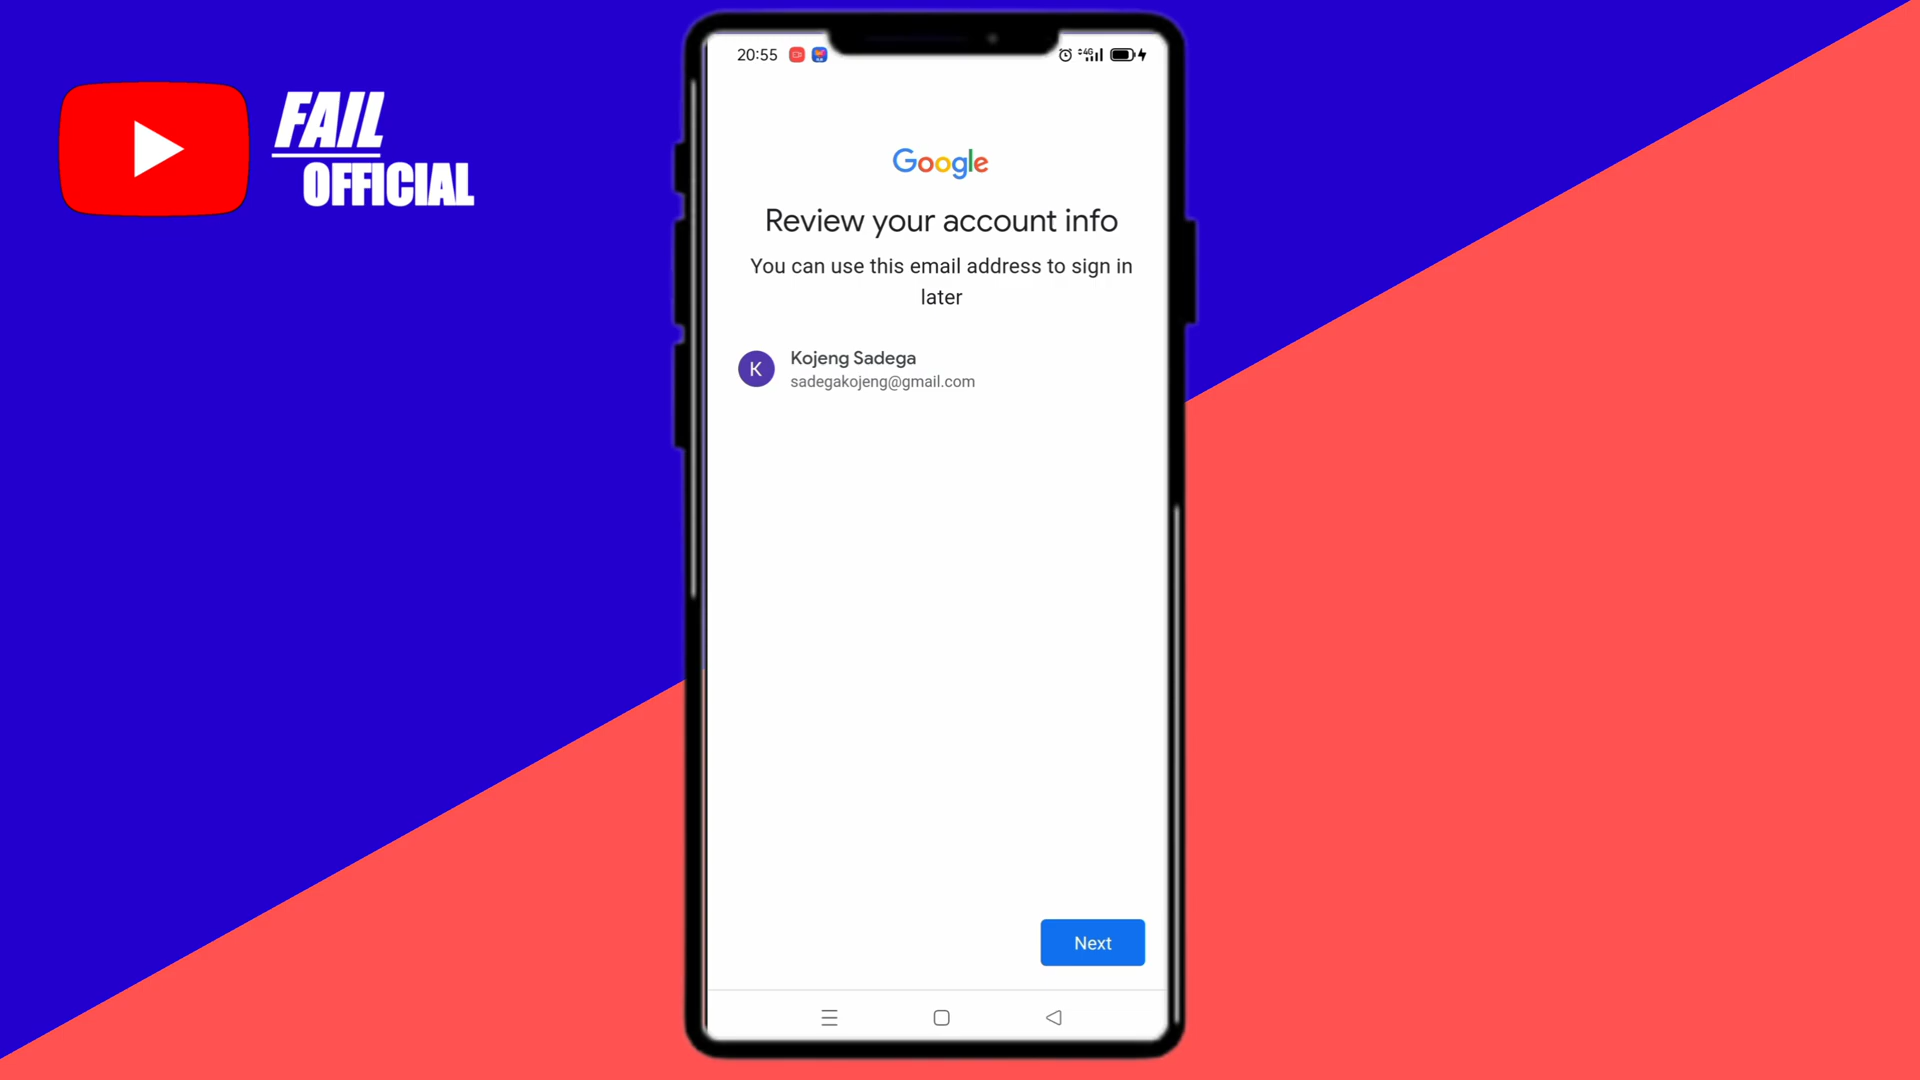 FAIL
OFFICIAL
20:55
4G
Google
Review your account info
You can use this email address to sign in
later
K
Kojeng Sadega
sadegakojeng@gmail.com
Next